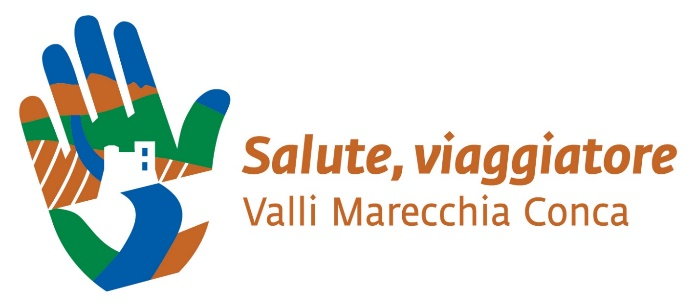 Salute, viaggiatore
Valli Marecchia Conca